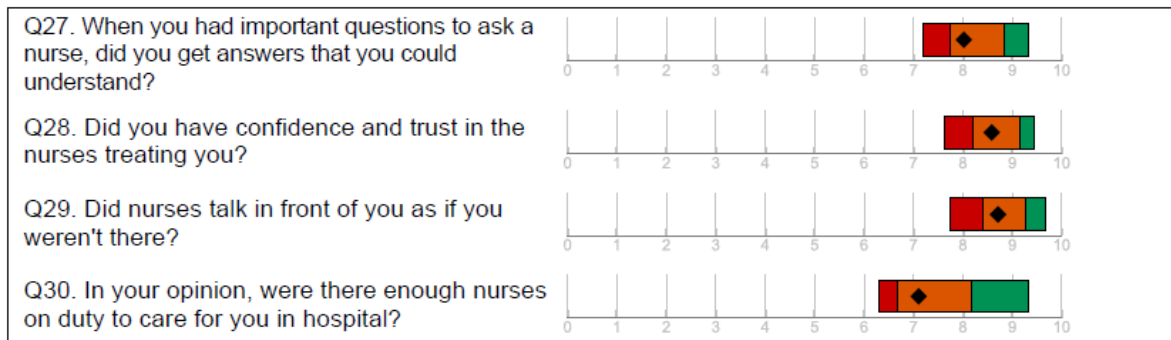 Q27. When you had important questions to ask a
nurse, did you get answers that you could
understand?
0 1 2 3 4 5 6 7 8 9 10
Q28. Did you have confidence and trust in the
nurses treating you?
0 1 2 3 4 5 6 7 8 9 10
Q29. Did nurses talk in front of you as if you
weren't there?
0 1 2 3 4 5 6 7 8 9 10
Q30. In your opinion, were there enough nurses
on duty to care for you in hospital?
0 1 2 3 4 5 6 7 8 9 10